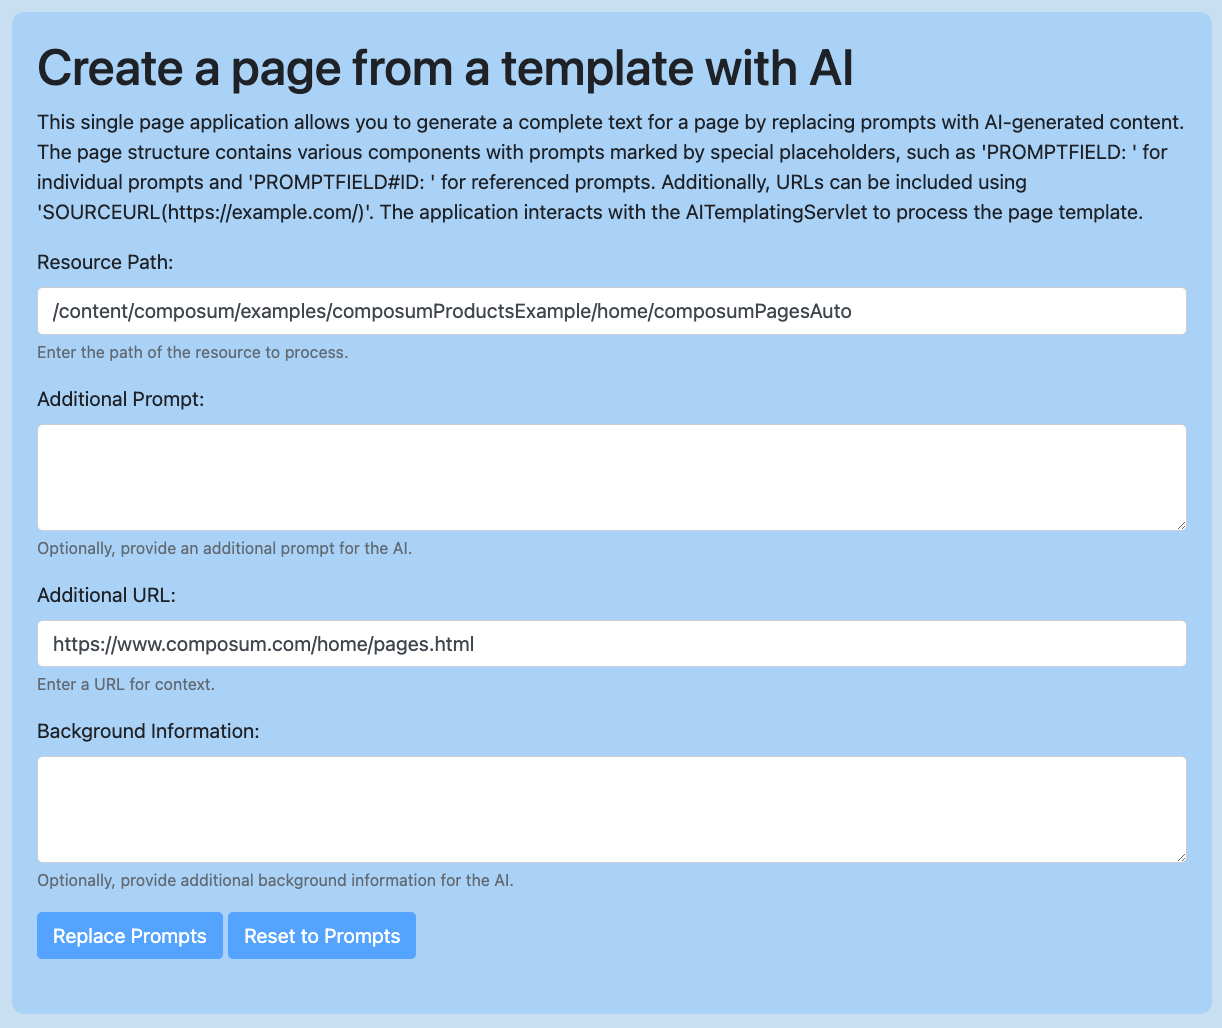 Create a page from a template with AI
This single page application allows you to generate a complete text for a page by replacing prompts with AI-generated content.
The page structure contains various components with prompts marked by special placeholders, such as 'PROMPTFIELD: ' for
individual prompts and 'PROMPTFIELD#ID: ' for referenced prompts. Additionally, URLs can be included using
'SOURCEURL(https://example.com/)'. The application interacts with the AITemplatingServlet to process the page template.
Resource Path:
/content/composum/examples/composumProductsExample/home/composumPagesAuto
Enter the path of the resource to process.
Additional Prompt:
Optionally, provide an additional prompt for the AI.
Additional URL:
https://www.composum.com/home/pages.html
Enter a URL for context.
Background Information:
Optionally, provide additional background information for the AI.
Replace Prompts Reset to Prompts